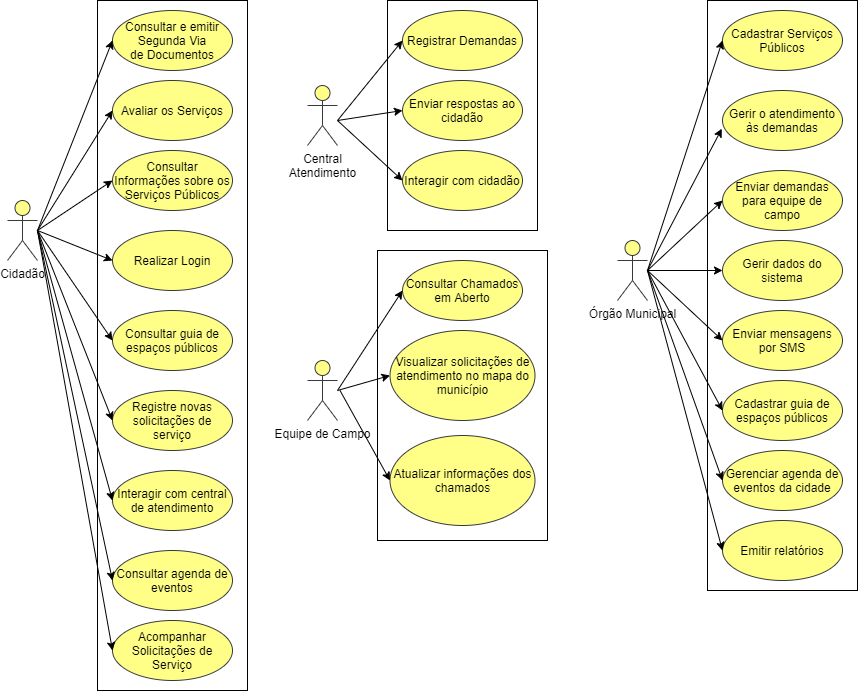 Consultar e emitir
Segunda Via
de Documentos
Avaliar os Serviços
Consultar
Informações sobre os
Serviços Públicos
Realizar Login
Cidadão
Consultar guia de
espaços públicos
Registre novas
solicitações de
serviço
Interagir com central
de atendimento
Consultar agenda de
eventos
Acompanhar
Solicitações de
Serviço
Registrar Demandas
Enviar respostas ao
cidadão
Interagir com cidadão
Central
Atendimento
Consultar Chamados
em Aberto
Visualizar solicitações de
atendimento no mapa do
município
Atualizar informações dos
chamados
Equipe de Campo
Cadastrar Serviços
Públicos
Gerir o atendimento
às demandas
Enviar demandas
para equipe de
campo
Gerir dados do
sistema
Órgão Municipal
Enviar mensagens
por SMS
Cadastrar guia de
espaços públicos
Gerenciar agenda de
eventos da cidade
Emitir relatórios